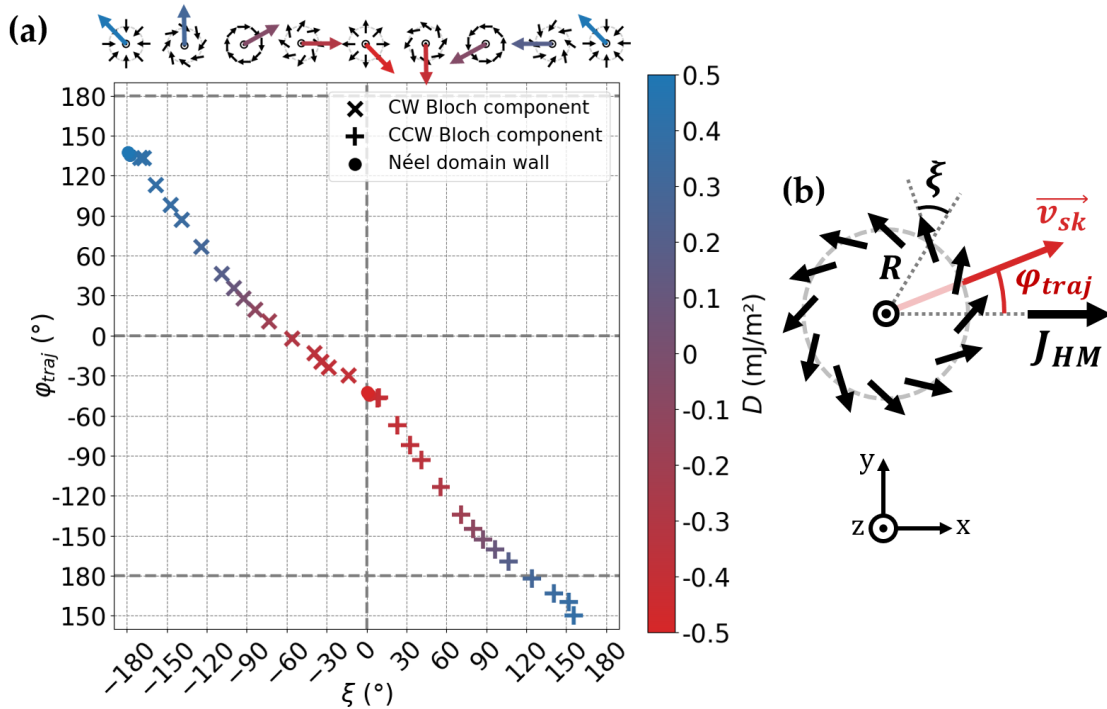 (a)
CW Bloch component
CCW Bloch component
Néel domain wall
180
150
120
90
60
30
0
-30
-60
-90
-120
-150
180
150
φtraj (°)
−180
−150
−120
−90
−60
−30
0
30
60
90
120
150
180
ξ (°)
0.5
0.4
0.3
0.2
0.1
0
-0.1
-0.2
-0.3
-0.4
-0.5
D (mJ/m²)
(b)
ξ
v_sk
R
φtraj
J_HM
y
z
x